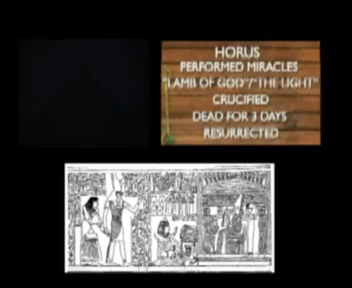 HORUS
PERFORMED MIRACLES
"LAMB OF GOD"/"THE LIGHT"
CRUCIFIED
DEAD FOR 3 DAYS
RESURRECTED